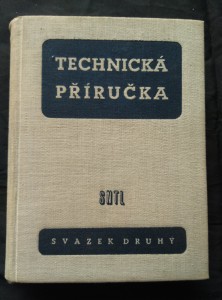 TECHNICKÁ
PŘÍRUČKA
SNTL
SVAZEK DRUHÝ